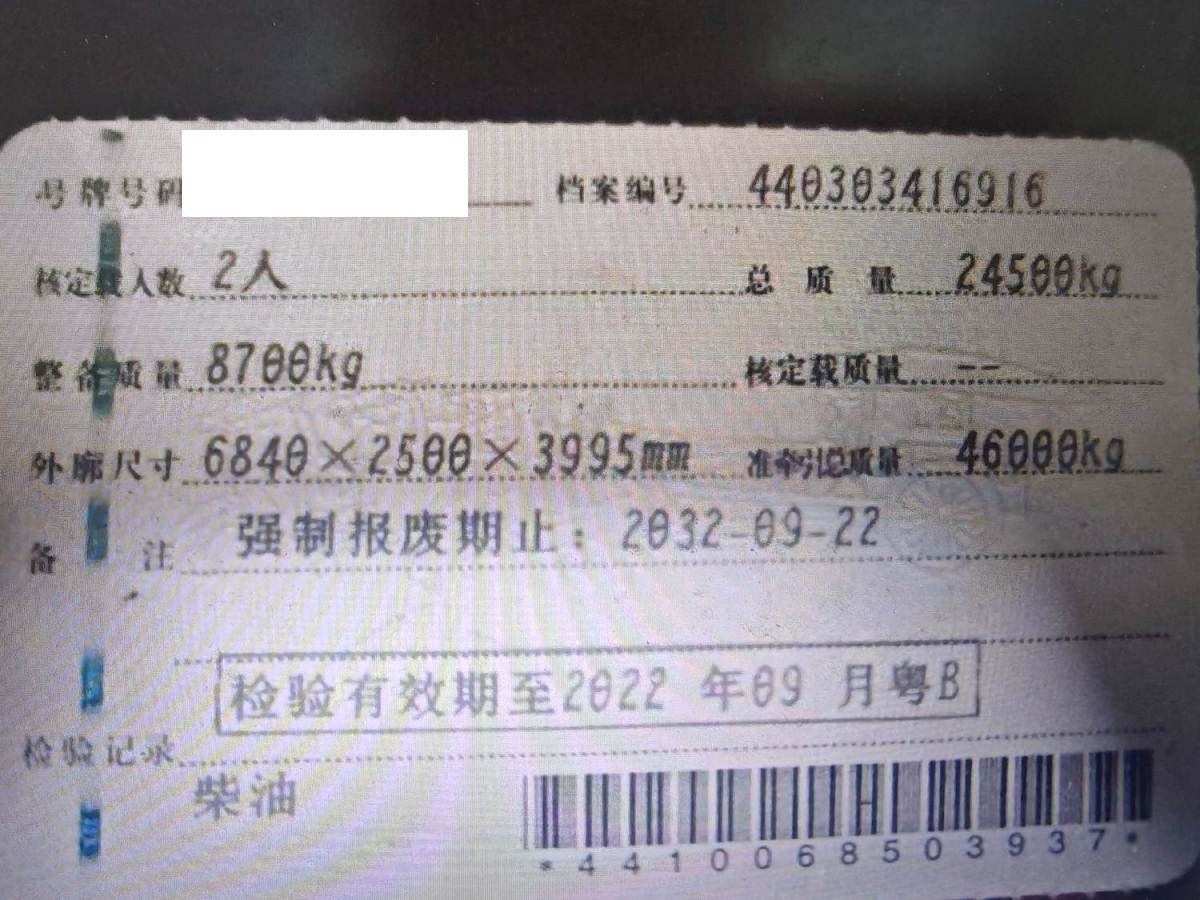 号牌号码 档案编号 440303416916
核定载人数 2人 总质量 24500kg
整备质量 8700kg 核定载质量 --
外廓尺寸 6840×2500×3995mm 准牵引总质量 46000kg
备注 强制报废期止：2032-09-22
检验有效期至2022 年09 月粤B
检验记录
柴油
*4410068503937*